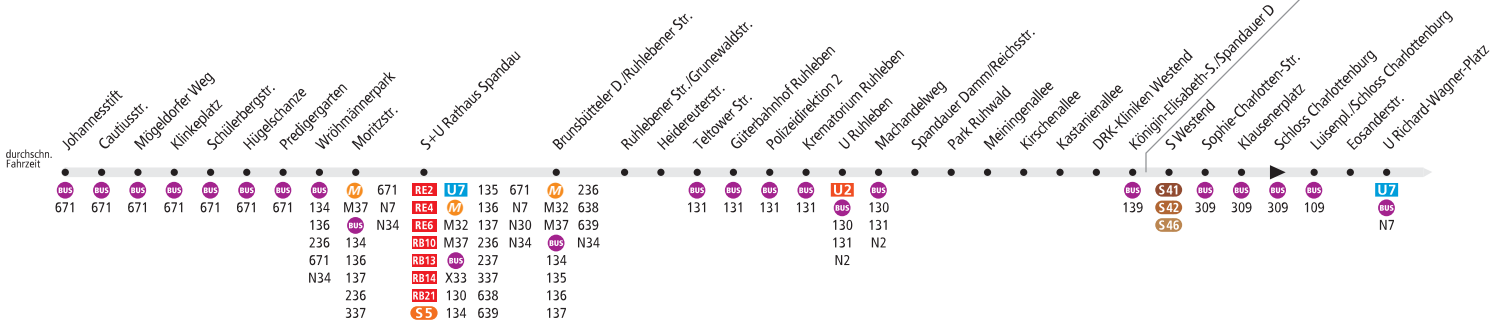 Johannesstift
Cautiusstr.
Mögeldorfer Weg
Klinkeplatz
Schülerbergstr.
Hügelschanze
Predigergarten
Wröhmännerpark
Moritzstr.
S+U Rathaus Spandau
Brunsbütteler D./Ruhlebener Str.
Ruhlebener Str./Grunewaldstr.
Heidereuterstr.
Teltower Str.
Güterbahnhof Ruhleben
Polizeidirektion 2
Krematorium Ruhleben
U Ruhleben
Machandelweg
Spandauer Damm/Reichsstr.
Park Ruhwald
Meiningenallee
Kirschenallee
Kastanienallee
DRK-Kliniken Westend
Königin-Elisabeth-S./Spandauer D
S Westend
Sophie-Charlotten-Str.
Klausenerplatz
Schloss Charlottenburg
Luisenpl./Schloss Charlottenburg
Eosanderstr.
U Richard-Wagner-Platz
durchschn.
Fahrzeit
BUS BUS BUS BUS BUS BUS BUS BUS M 671 RE2 U7 135 671 M 236 BUS BUS BUS BUS U2 BUS BUS S41 BUS BUS BUS BUS U7
671 671 671 671 671 671 671 134 M37 N7 RE4 M 136 N7 M32 638 131 131 131 131 BUS 130 139 S42 309 309 309 109 BUS
136 BUS N34 RE6 M32 137 N30 M37 639 130 131 S46 N7
236 134 RB10 M37 236 N34 BUS N34 131 N2
671 136 RB13 BUS 237 134 N2
N34 137 RB14 X33 337 135
236 RB21 130 638 136
337 S5 134 639 137